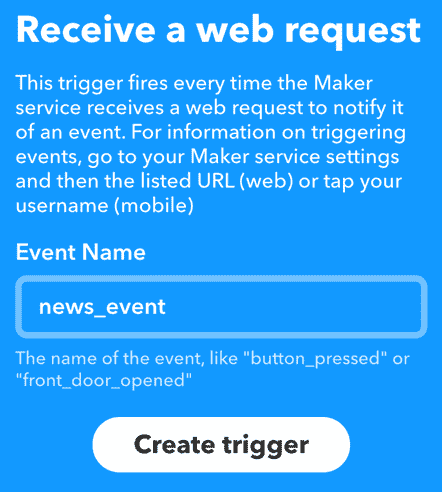 Receive a web request
This trigger fires every time the Maker
service receives a web request to notify it
of an event. For information on triggering
events, go to your Maker service settings
and then the listed URL (web) or tap your
username (mobile)
Event Name
news_event
The name of the event, like "button_pressed" or
"front_door_opened"
Create trigger